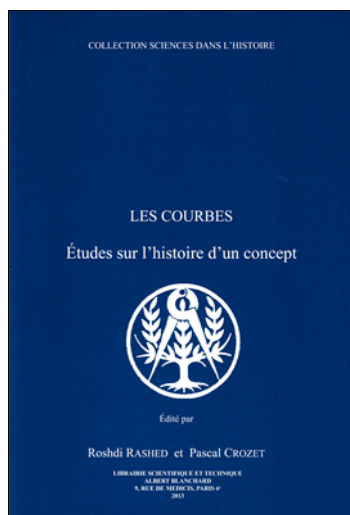 COLLECTION SCIENCES DANS L'HISTOIRE
LES COURBES
Études sur l'histoire d'un concept
Édité par
Roshdi RASHED et Pascal CROZET
LIBRAIRIE SCIENTIFIQUE ET TECHNIQUE
ALBERT BLANCHARD
9, RUE DE MEDICIS, PARIS 6e
2013